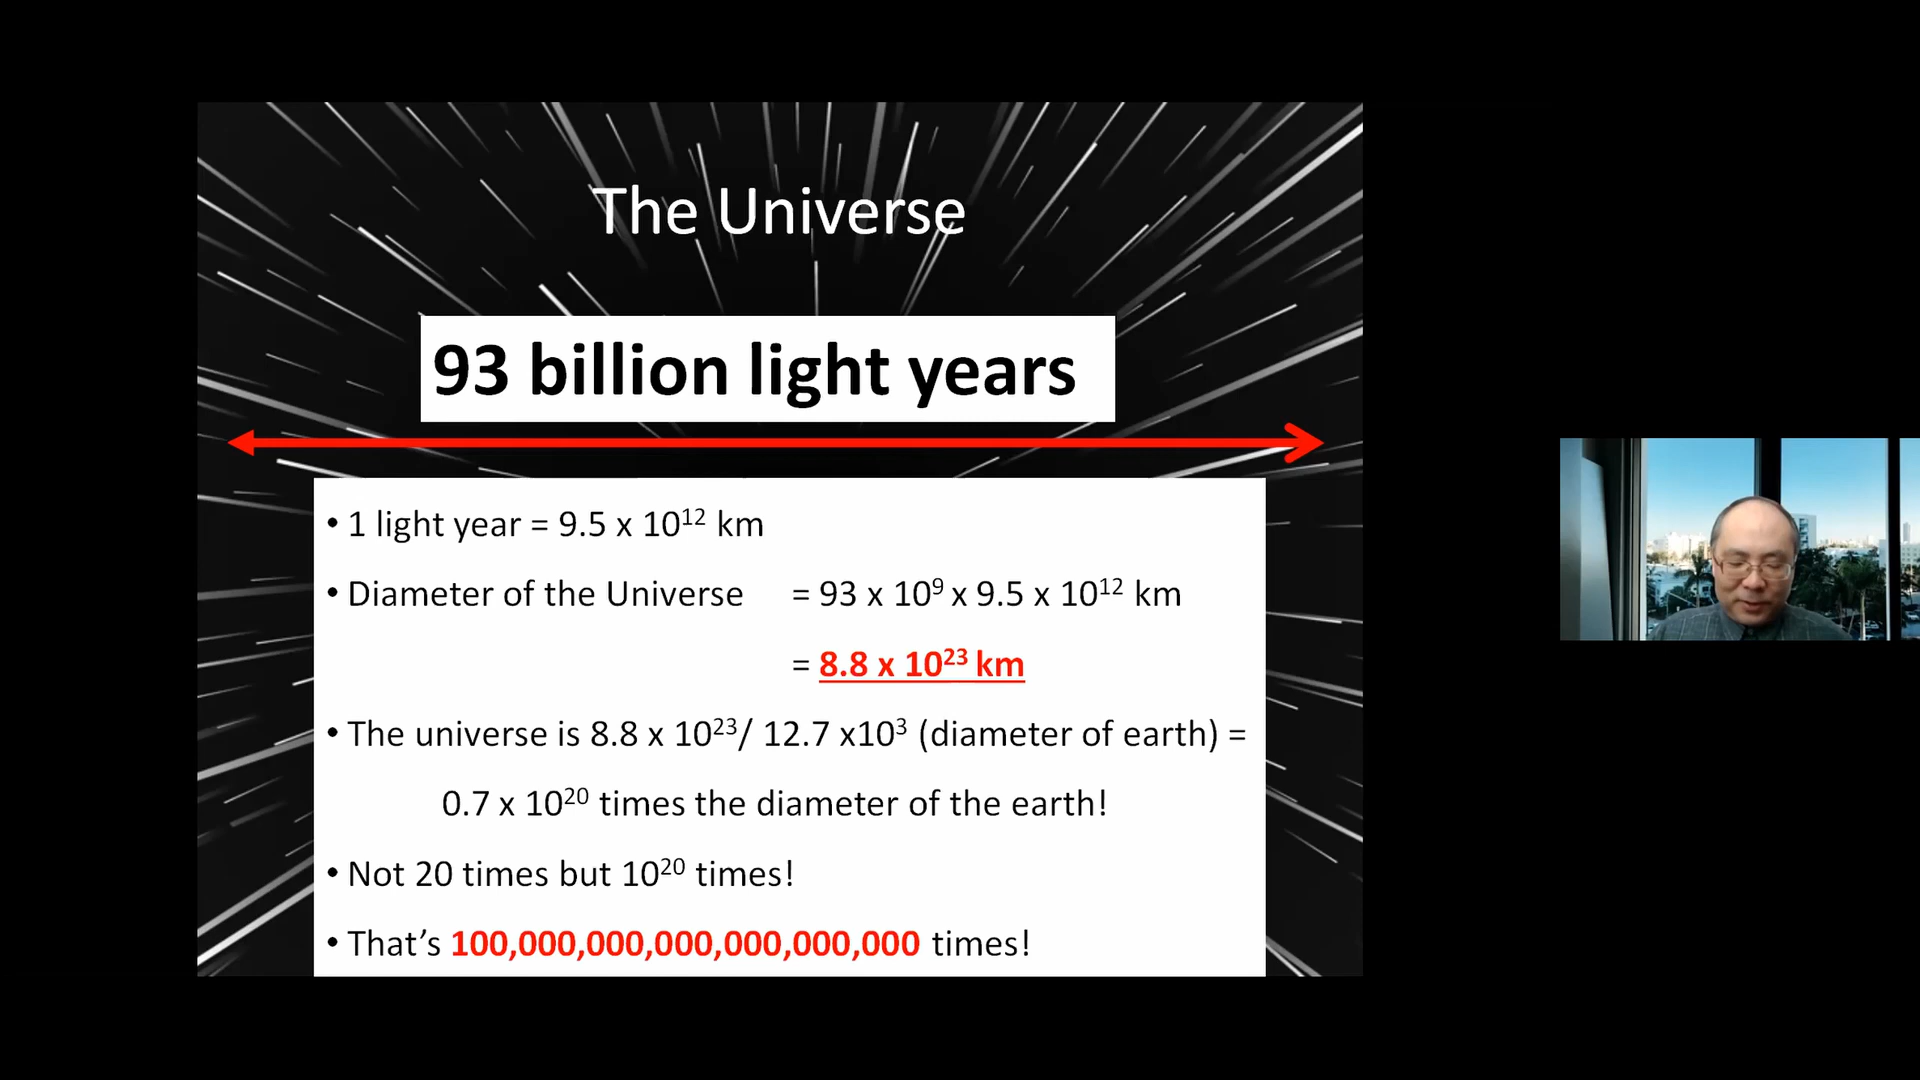 The Universe
93 billion light years
• 1 light year = 9.5 x 10¹² km
• Diameter of the Universe = 93 x 10⁹ x 9.5 x 10¹² km
= 8.8 x 10²³ km
• The universe is 8.8 x 10²³/ 12.7 x10³ (diameter of earth) =
0.7 x 10²⁰ times the diameter of the earth!
• Not 20 times but 10²⁰ times!
• That’s 100,000,000,000,000,000,000 times!